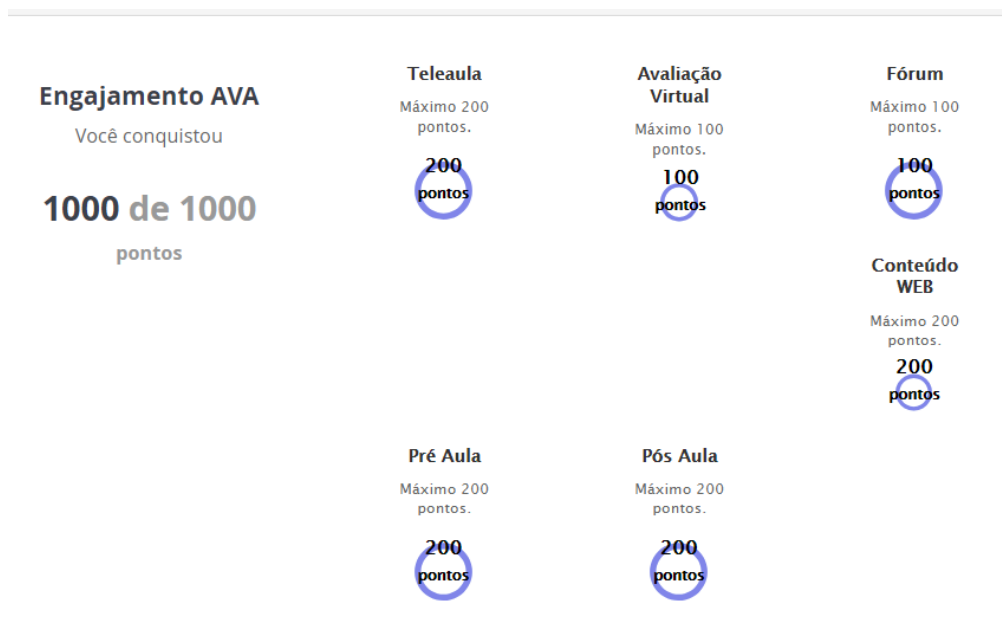 Engajamento AVA
Você conquistou
1000 de 1000
pontos
Teleaula
Máximo 200
pontos.
200
pontos
Avaliação
Virtual
Máximo 100
pontos.
100
pontos
Fórum
Máximo 100
pontos.
100
pontos
Conteúdo
WEB
Máximo 200
pontos.
200
pontos
Pré Aula
Máximo 200
pontos.
200
pontos
Pós Aula
Máximo 200
pontos.
200
pontos